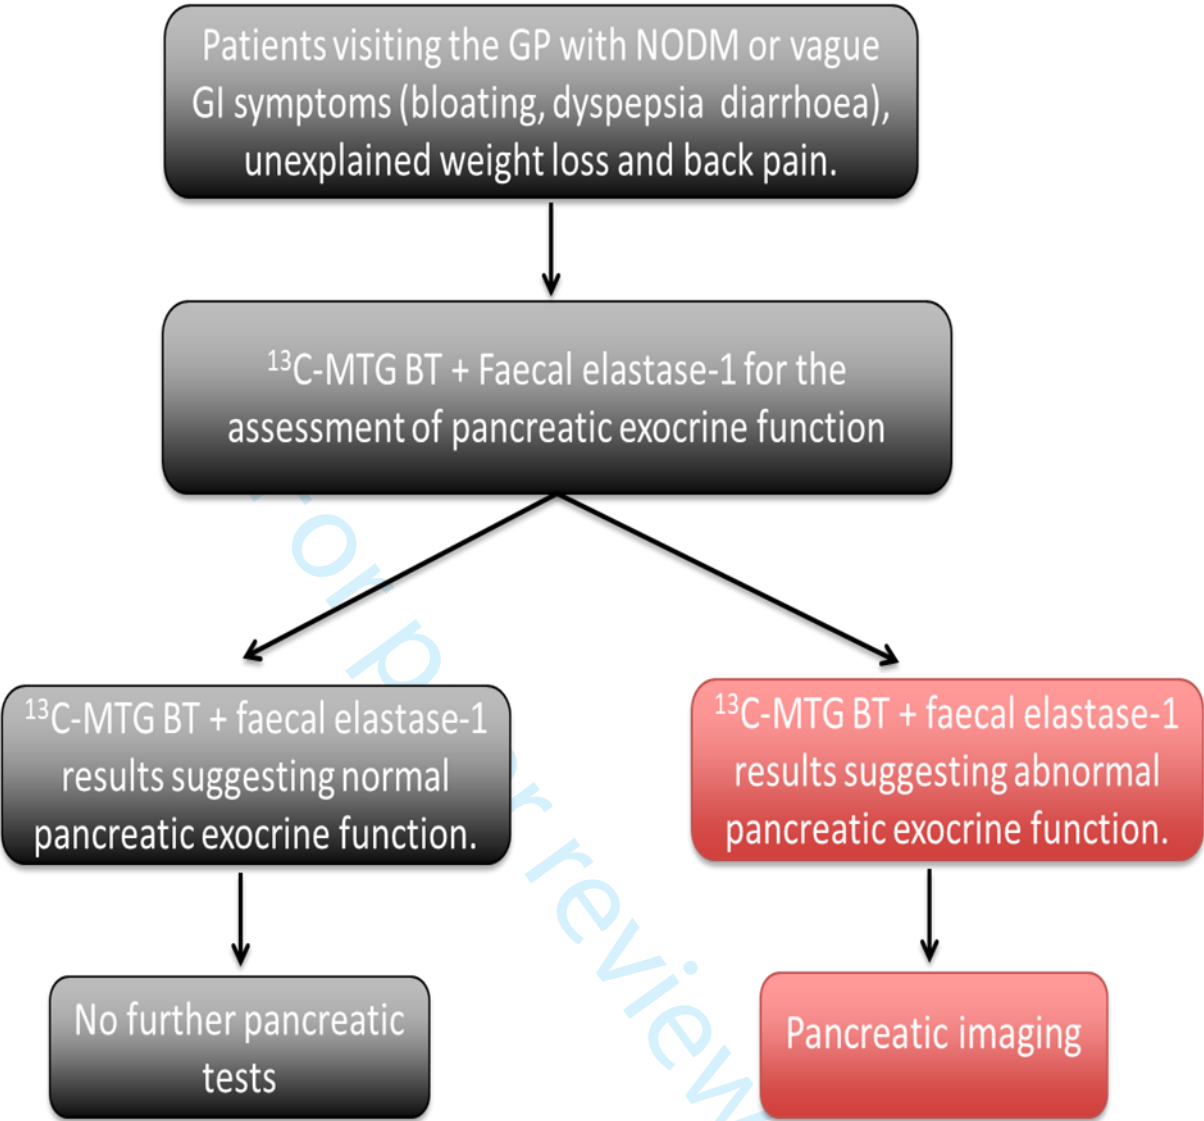 Patients visiting the GP with NODM or vague
GI symptoms (bloating, dyspepsia diarrhoea),
unexplained weight loss and back pain.
¹³C-MTG BT + Faecal elastase-1 for the
assessment of pancreatic exocrine function
¹³C-MTG BT + faecal elastase-1
results suggesting normal
pancreatic exocrine function.
¹³C-MTG BT + faecal elastase-1
results suggesting abnormal
pancreatic exocrine function.
No further pancreatic
tests
Pancreatic imaging
review